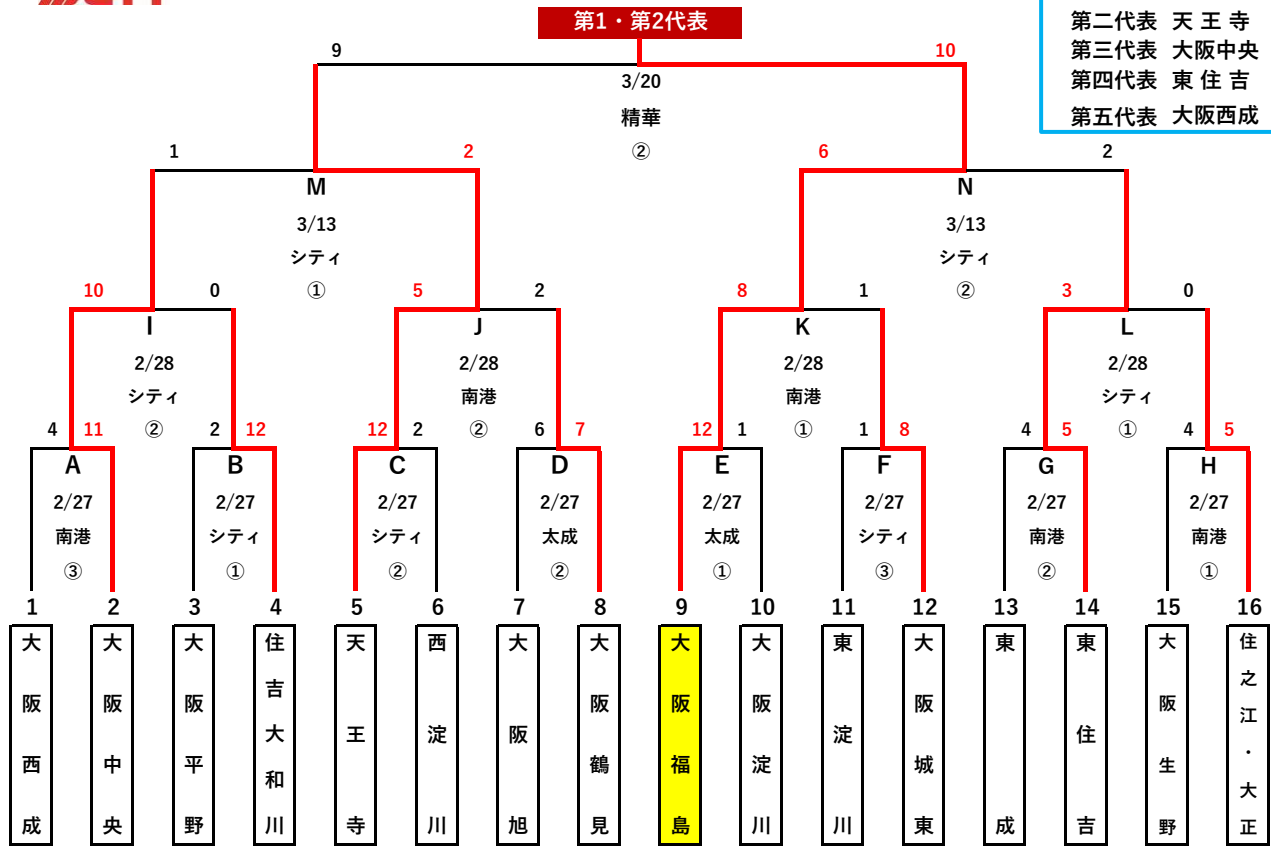 第1・第2代表
第二代表 天王寺
第三代表 大阪中央
第四代表 東住吉
第五代表 大阪西成
9 10
3/20
精華
②
1 2 6 2
M N
3/13 3/13
シティ シティ
① ②
10 0 5 2 8 1 3 0
I J K L
2/28 2/28 2/28 2/28
シティ 南港 南港 シティ
② ② ① ①
4 11 2 12 12 2 6 7 12 1 1 8 4 5 4 5
A B C D E F G H
2/27 2/27 2/27 2/27 2/27 2/27 2/27 2/27
南港 シティ シティ 太成 太成 シティ 南港 南港
③ ① ② ② ① ③ ② ①
1 2 3 4 5 6 7 8 9 10 11 12 13 14 15 16
大阪西成
大阪中央
大阪平野
住吉大和川
天王寺
西淀川
大阪旭
大阪鶴見
大阪福島
大阪淀川
東淀川
大阪城東
東成
東住吉
大阪生野
住之江・大正